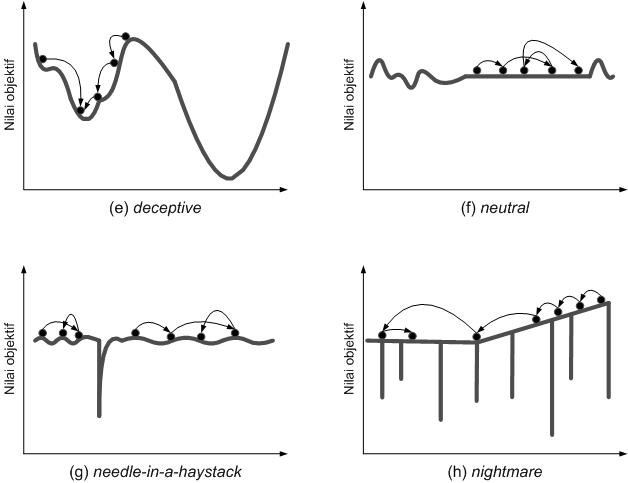 Nilai objektif
(e) deceptive
Nilai objektif
(f) neutral
Nilai objektif
(g) needle-in-a-haystack
Nilai objektif
(h) nightmare